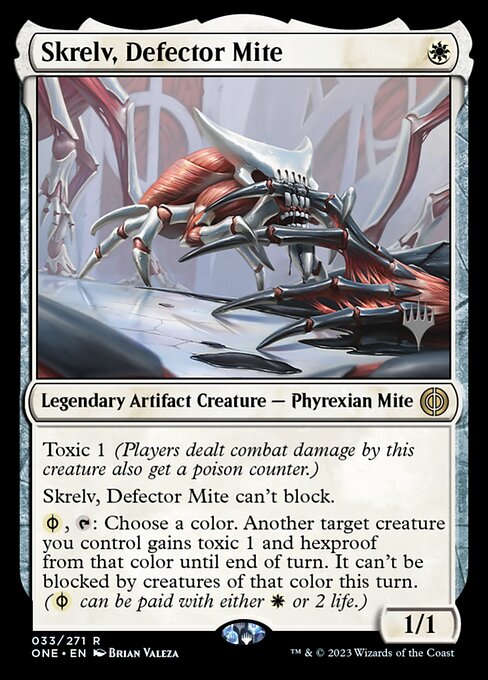 Skrelv, Defector Mite
Legendary Artifact Creature — Phyrexian Mite
Toxic 1 (Players dealt combat damage by this
creature also get a poison counter.)
Skrelv, Defector Mite can't block.
, : Choose a color. Another target creature
you control gains toxic 1 and hexproof
from that color until end of turn. It can't be
blocked by creatures of that color this turn.
( can be paid with either or 2 life.)
1/1
033/271 R
ONE • EN Brian Valeza
™ & © 2023 Wizards of the Coast